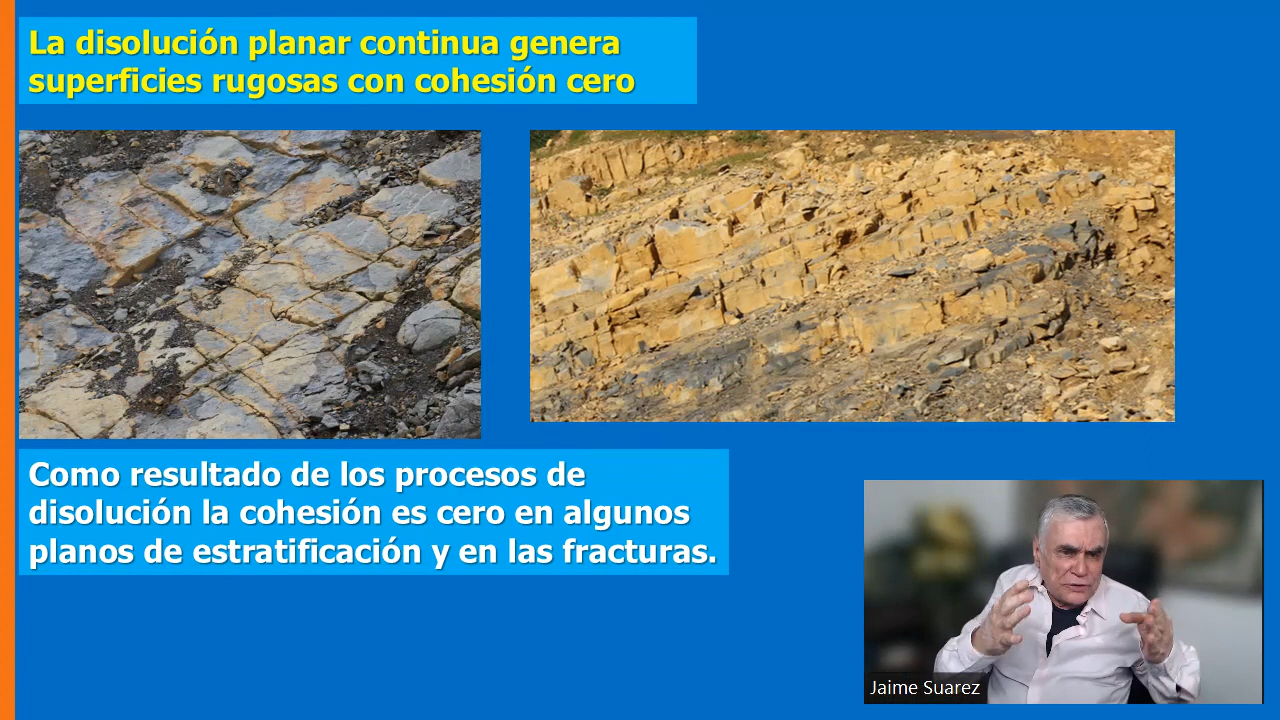 La disolución planar continua genera
superficies rugosas con cohesión cero
Como resultado de los procesos de
disolución la cohesión es cero en algunos
planos de estratificación y en las fracturas.
Jaime Suarez